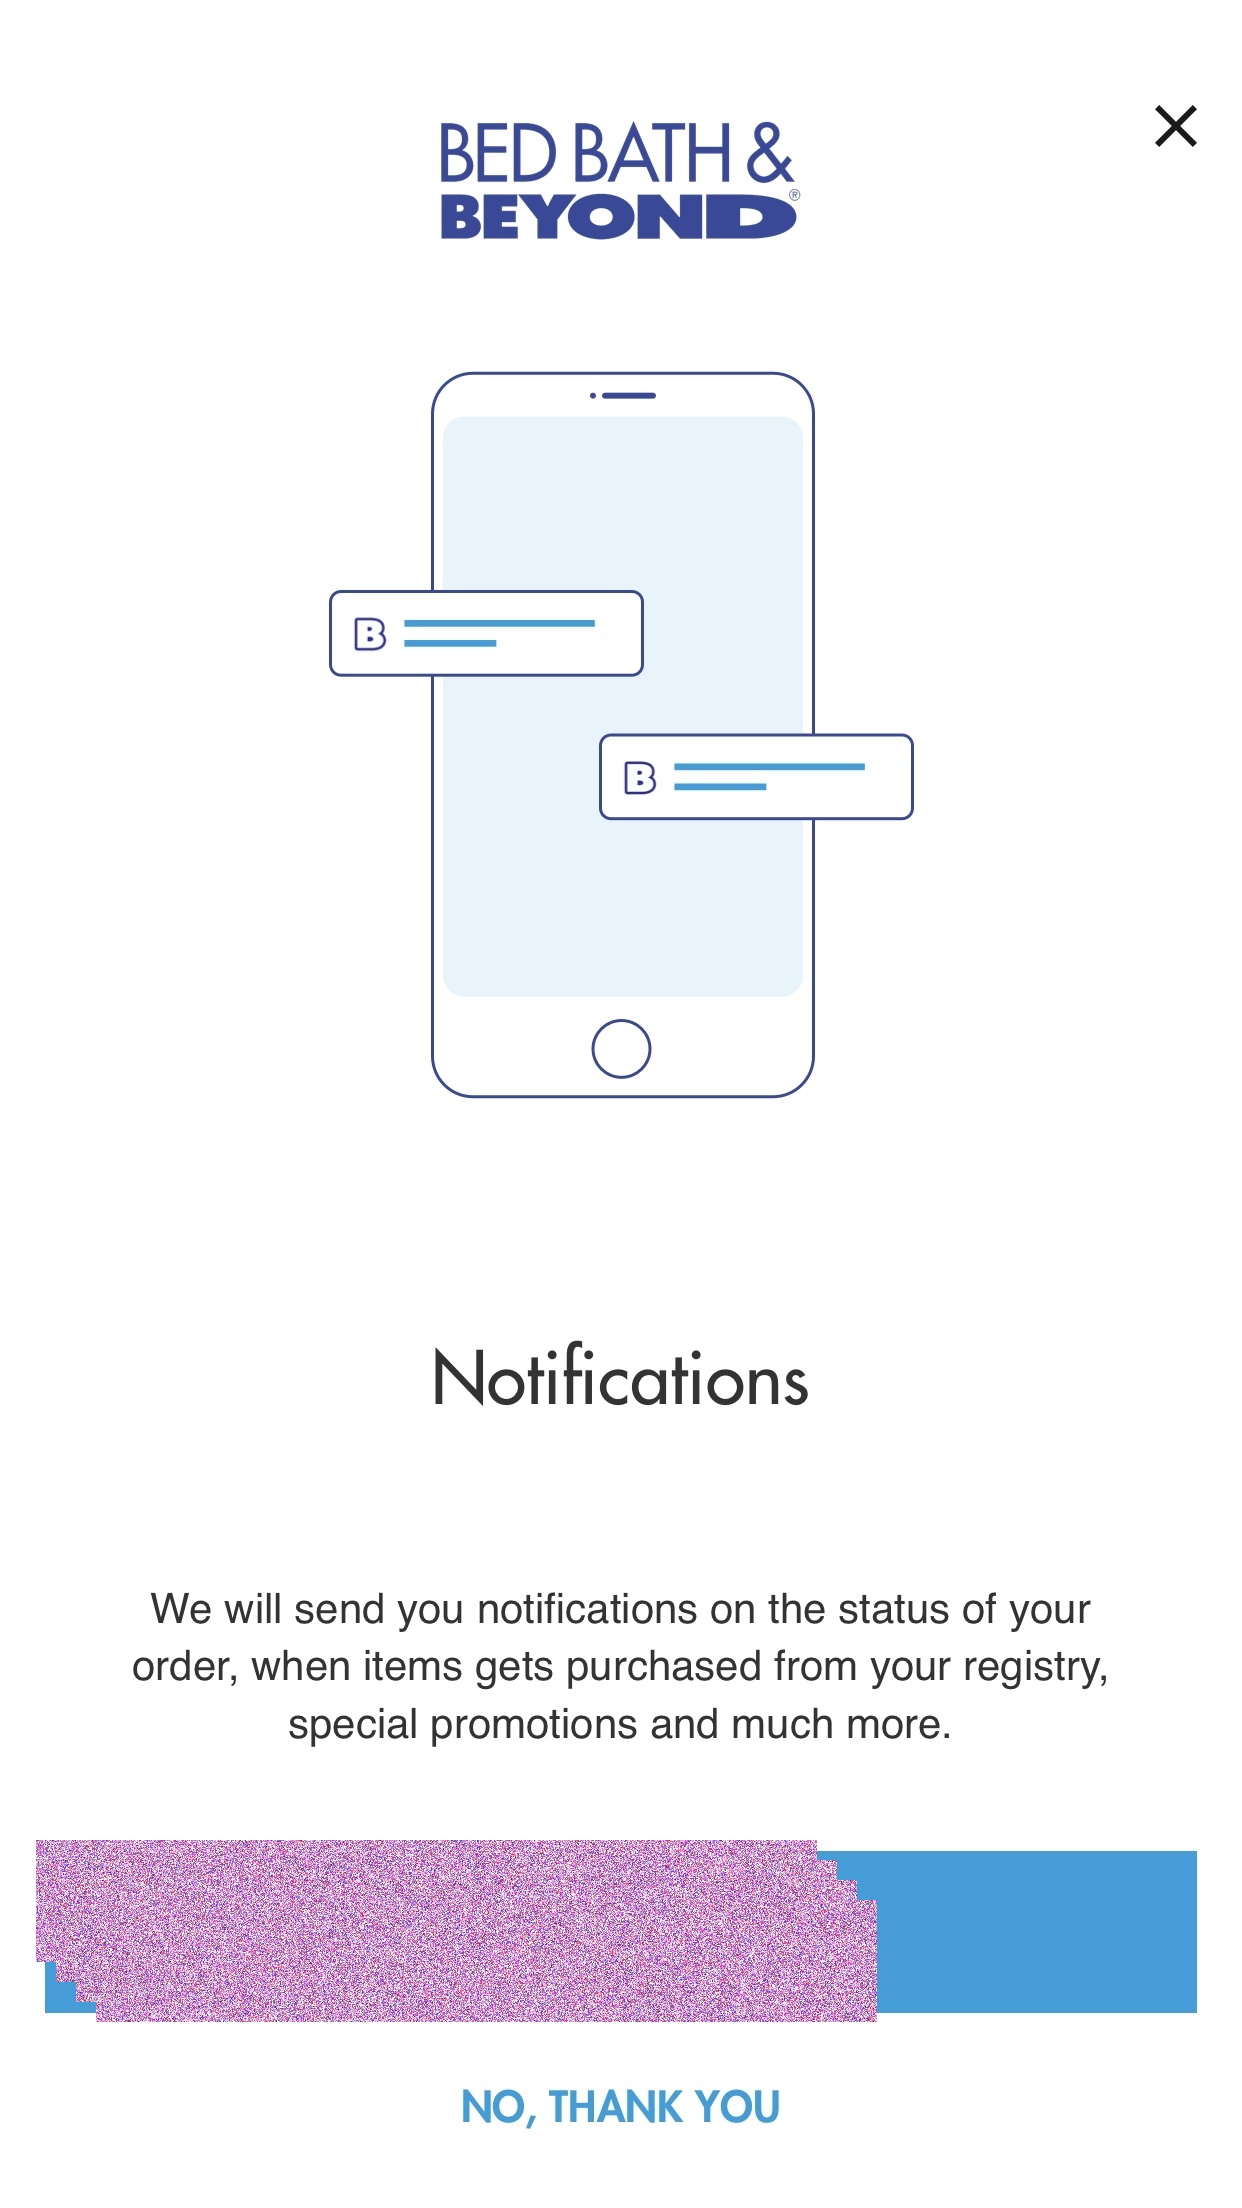 BED BATH &
BEYOND®
B
B
Notifications
We will send you notifications on the status of your
order, when items gets purchased from your registry,
special promotions and much more.
NO, THANK YOU